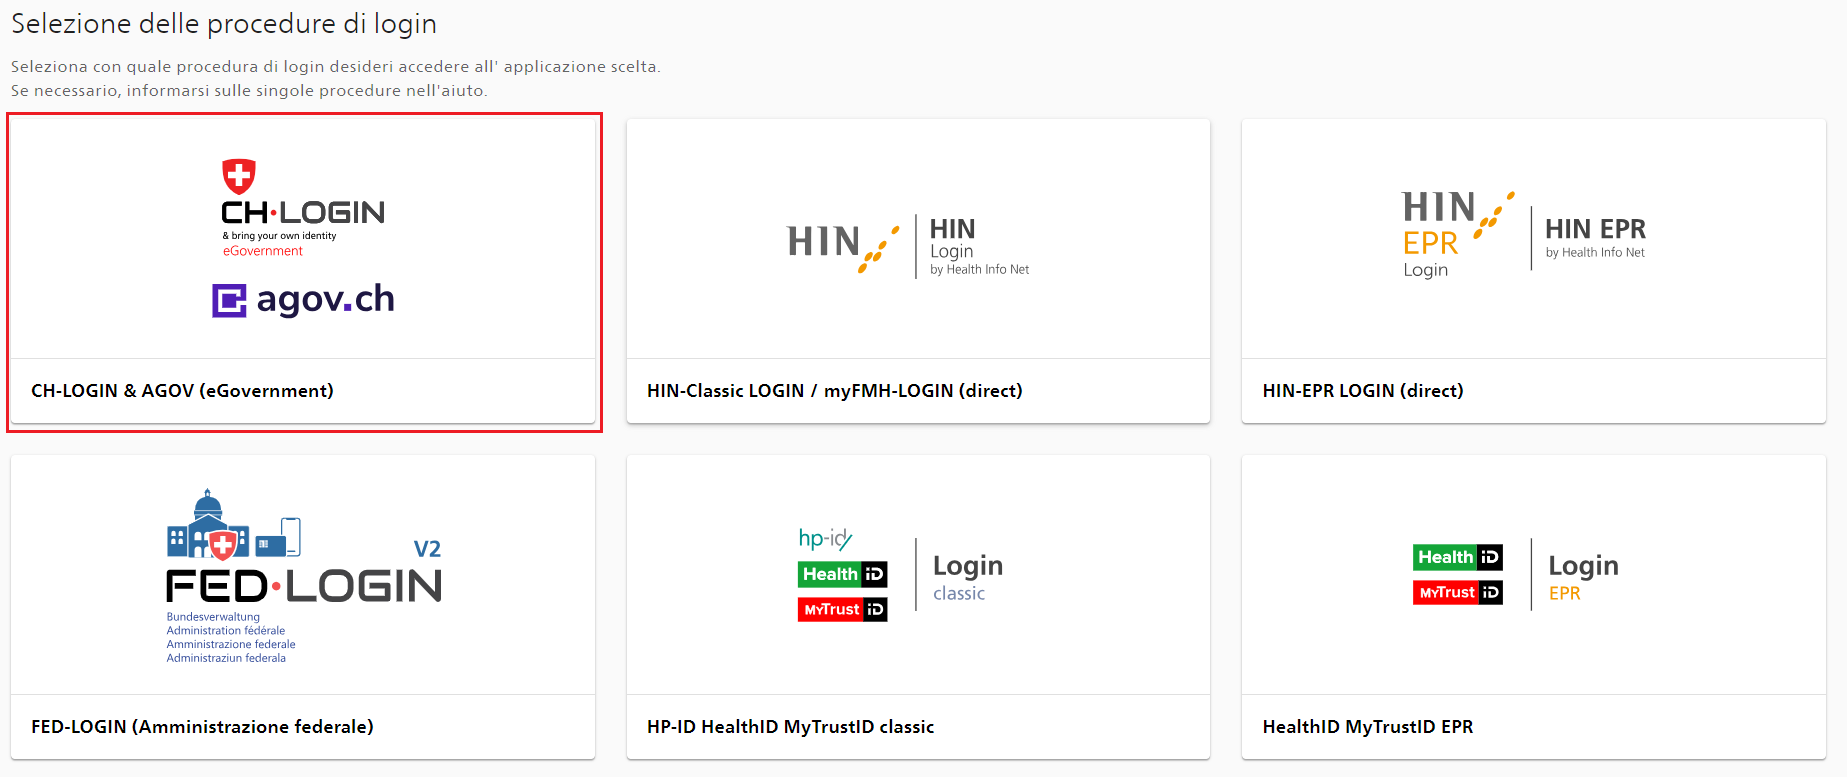 Selezione delle procedure di login
Seleziona con quale procedura di login desideri accedere all' applicazione scelta.
Se necessario, informarsi sulle singole procedure nell'aiuto.
CH·LOGIN
& bring your own identity
eGovernment
agov.ch
CH-LOGIN & AGOV (eGovernment)
HIN
HIN
Login
by Health Info Net
HIN-Classic LOGIN / myFMH-LOGIN (direct)
HIN
EPR
Login
HIN EPR
by Health Info Net
HIN-EPR LOGIN (direct)
V2
FED·LOGIN
Bundesverwaltung
Administration fédérale
Amministrazione federale
Administraziun federala
FED-LOGIN (Amministrazione federale)
hp-id
Health iD
MyTrust iD
Login
classic
HP-ID HealthID MyTrustID classic
Health iD
MyTrust iD
Login
EPR
HealthID MyTrustID EPR